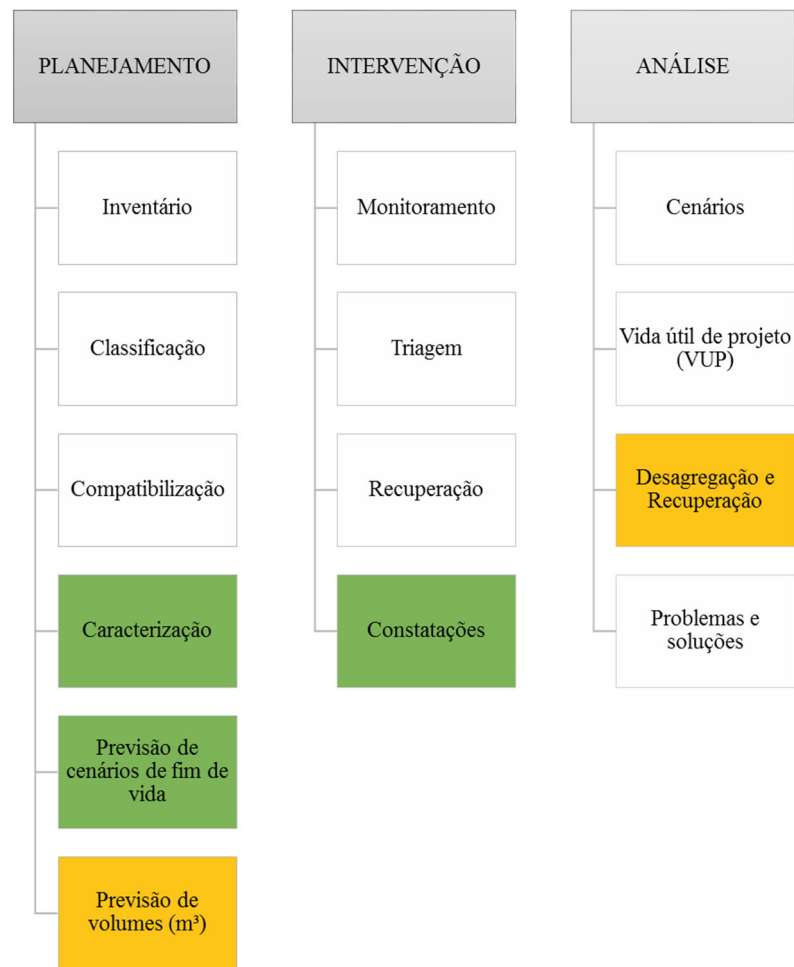 PLANEJAMENTO
Inventário
Classificação
Compatibilização
Caracterização
Previsão de
cenários de fim de
vida
Previsão de
volumes (m³)
INTERVENÇÃO
Monitoramento
Triagem
Recuperação
Constatações
ANÁLISE
Cenários
Vida útil de projeto
(VUP)
Desagregação e
Recuperação
Problemas e
soluções